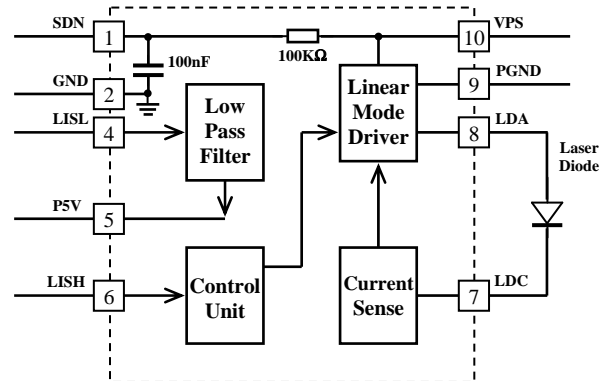 SDN
1
100nF
100KΩ
10
VPS
GND
2
9
PGND
LISL
4
Low
Pass
Filter
Linear
Mode
Driver
8
LDA
Laser
Diode
P5V
5
LISH
6
Control
Unit
Current
Sense
7
LDC